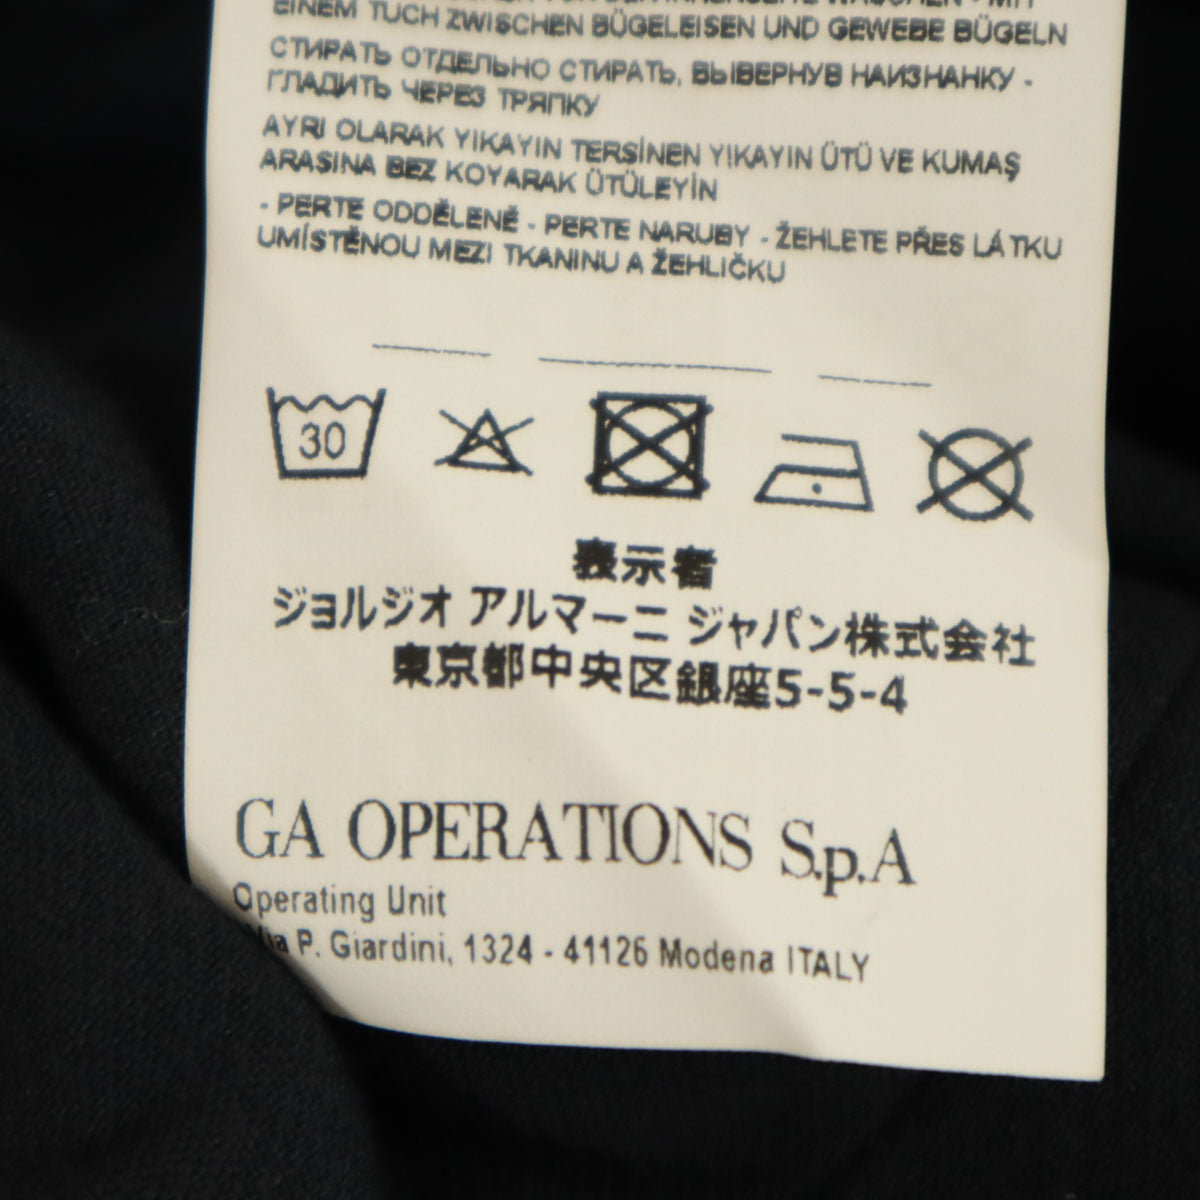 EINEM TUCH ZWISCHEN BÜGELEISEN UND GEWEBE BÜGELN
СТИРАТЬ ОТДЕЛЬНО СТИРАТЬ, ВЫВЕРНУВ НАИЗНАНКУ -
ГЛАДИТЬ ЧЕРЕЗ ТРЯПКУ
AYRI OLARAK YIKAYIN TERSİNEN YIKAYIN ÜTÜ VE KUMAŞ
ARASINA BEZ KOYARAK ÜTÜLEYİN
- PERTE ODDĚLENĚ - PERTE NARUBY - ŽEHLETE PŘES LÁTKU
UMÍSTĚNOU MEZI TKANINU A ŽEHLIČKU
30
表示者
ジョルジオ アルマーニ ジャパン株式会社
東京都中央区銀座5-5-4
GA OPERATIONS S.p.A
Operating Unit
Via P. Giardini, 1324 - 41126 Modena ITALY